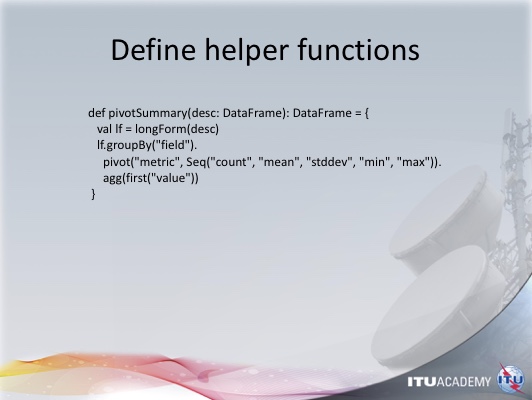 Define helper functions
def pivotSummary(desc: DataFrame): DataFrame = {
val lf = longForm(desc)
lf.groupBy("field").
pivot("metric", Seq("count", "mean", "stddev", "min", "max")).
agg(first("value"))
}
ITUACADEMY ITU